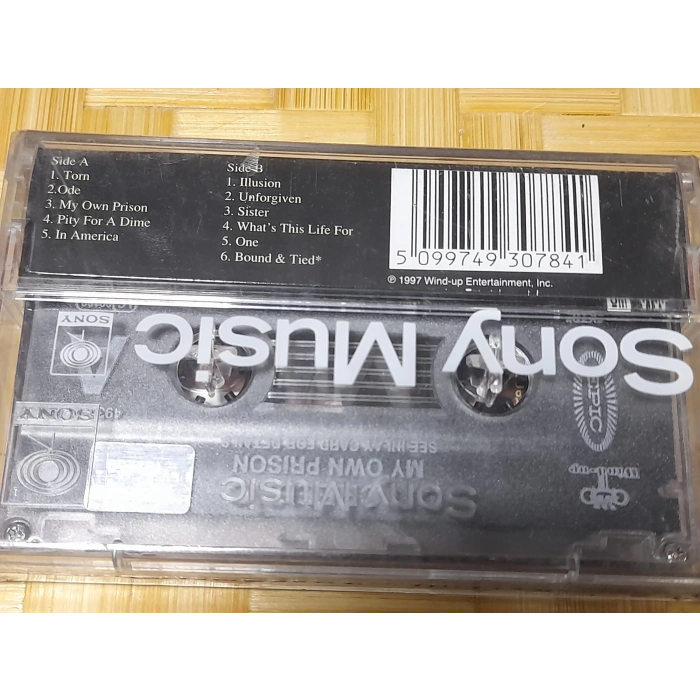 Side A
1. Torn
2.Ode
3. My Own Prison
4. Pity For A Dime
5. In America
Side B
1. Illusion
2. Unforgiven
3. Sister
4. What's This Life For
5. One
6. Bound & Tied*
5 099749 307841
℗ 1997 Wind-up Entertainment, Inc.
Sony Music
SONY
SONY
EPIC
Wind-up
SEE INLAY CARD FOR DETAILS
MY OWN PRISON
Sony Music